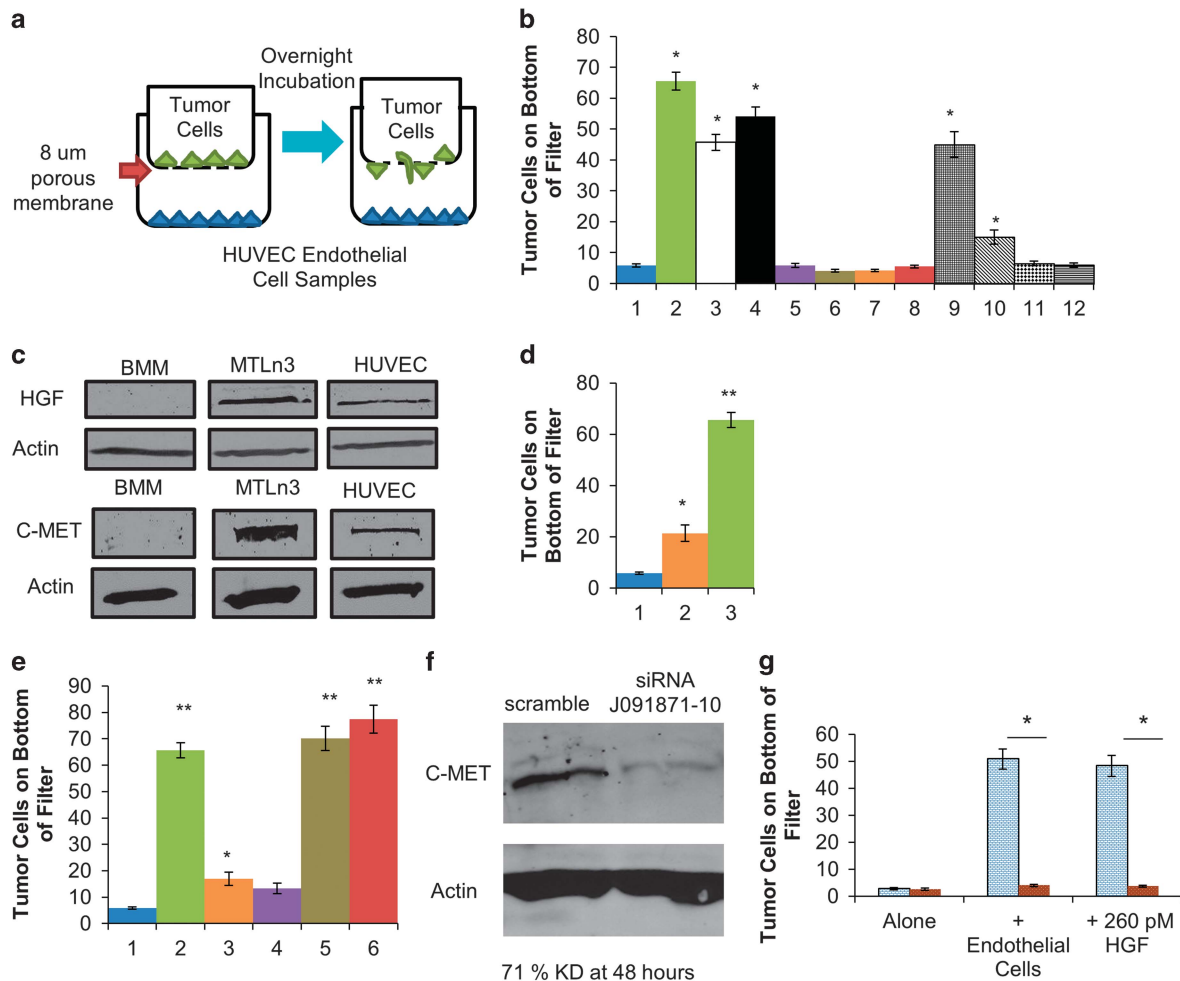 a
Overnight
Incubation
Tumor
Cells
Tumor
Cells
8 um
porous
membrane
HUVEC Endothelial
Cell Samples
b
Tumor Cells on Bottom
of Filter
80
70
60
50
40
30
20
10
0
*
*
*
*
*
1 2 3 4 5 6 7 8 9 10 11 12
c
BMM MTLn3 HUVEC
HGF
Actin
BMM MTLn3 HUVEC
C-MET
Actin
d
Tumor Cells on
Bottom of Filter
80
60
40
20
0
*
**
1 2 3
e
Tumor Cells on Bottom
of Filter
90
80
70
60
50
40
30
20
10
0
**
*
**
**
1 2 3 4 5 6
f
scramble
siRNA
J091871-10
C-MET
Actin
71 % KD at 48 hours
g
Tumor Cells on Bottom of
Filter
60
50
40
30
20
10
0
*
*
Alone
+
Endothelial
Cells
+ 260 pM
HGF